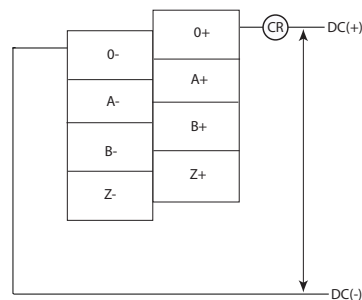 0+
CR
DC(+)
0-
A+
A-
B+
B-
Z+
Z-
DC(-)